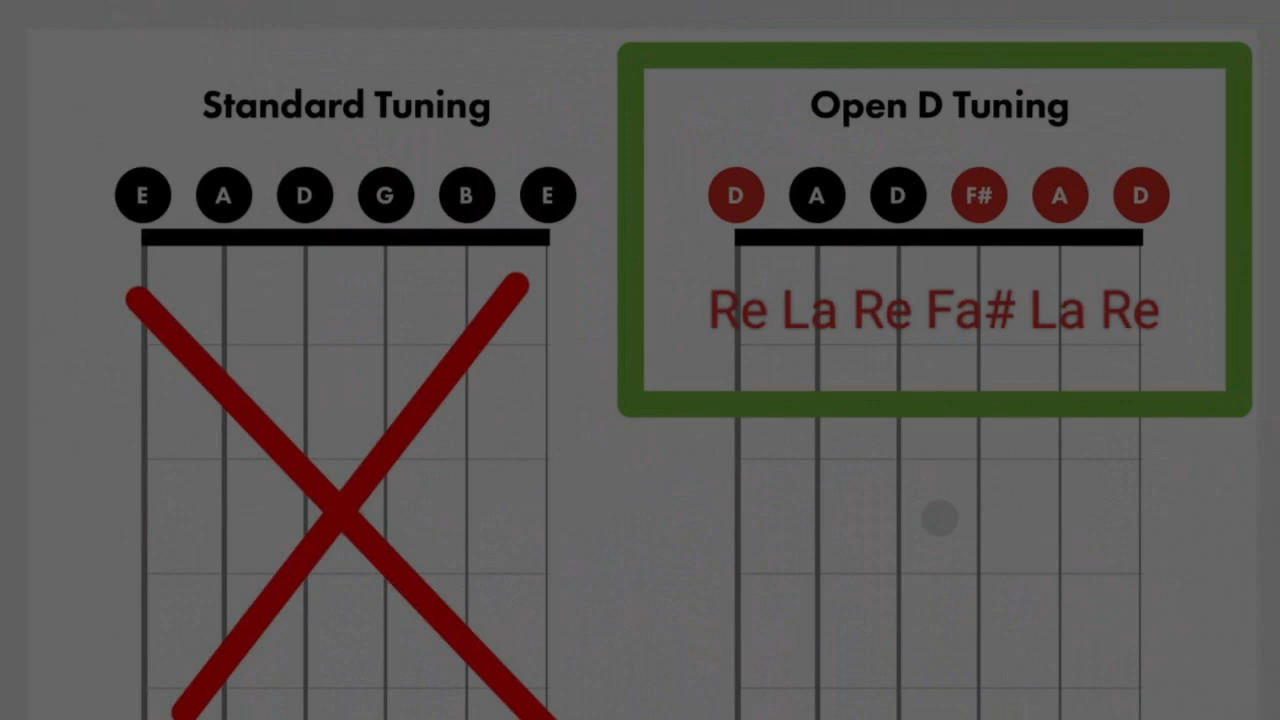 Standard Tuning
E A D G B E
Open D Tuning
D A D F# A D
Re La Re Fa# La Re